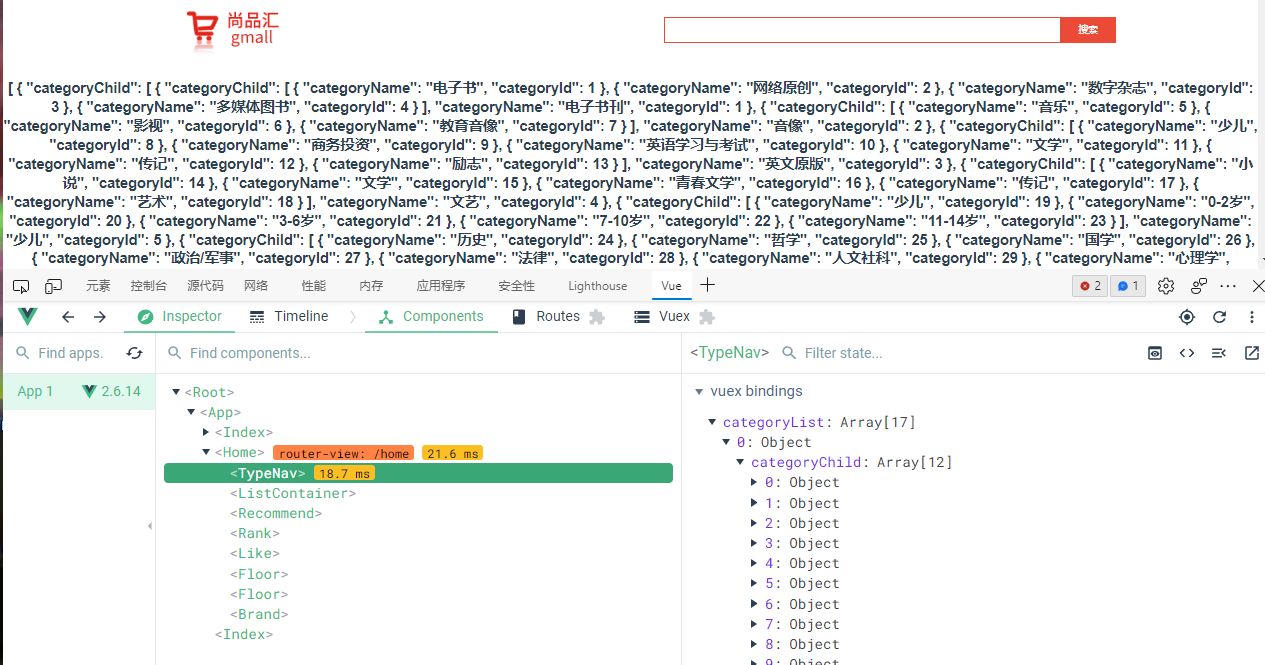 尚品汇
gmall
搜索
[ { "categoryChild": [ { "categoryChild": [ { "categoryName": "电子书", "categoryId": 1 }, { "categoryName": "网络原创", "categoryId": 2 }, { "categoryName": "数字杂志", "categoryId":
3 }, { "categoryName": "多媒体图书", "categoryId": 4 } ], "categoryName": "电子书刊", "categoryId": 1 }, { "categoryChild": [ { "categoryName": "音乐", "categoryId": 5 }, {
"categoryName": "影视", "categoryId": 6 }, { "categoryName": "教育音像", "categoryId": 7 } ], "categoryName": "音像", "categoryId": 2 }, { "categoryChild": [ { "categoryName": "少儿",
"categoryId": 8 }, { "categoryName": "商务投资", "categoryId": 9 }, { "categoryName": "英语学习与考试", "categoryId": 10 }, { "categoryName": "文学", "categoryId": 11 }, {
"categoryName": "传记", "categoryId": 12 }, { "categoryName": "励志", "categoryId": 13 } ], "categoryName": "英文原版", "categoryId": 3 }, { "categoryChild": [ { "categoryName": "小
说", "categoryId": 14 }, { "categoryName": "文学", "categoryId": 15 }, { "categoryName": "青春文学", "categoryId": 16 }, { "categoryName": "传记", "categoryId": 17 }, {
"categoryName": "艺术", "categoryId": 18 } ], "categoryName": "文艺", "categoryId": 4 }, { "categoryChild": [ { "categoryName": "少儿", "categoryId": 19 }, { "categoryName": "0-2岁",
"categoryId": 20 }, { "categoryName": "3-6岁", "categoryId": 21 }, { "categoryName": "7-10岁", "categoryId": 22 }, { "categoryName": "11-14岁", "categoryId": 23 } ], "categoryName":
"少儿", "categoryId": 5 }, { "categoryChild": [ { "categoryName": "历史", "categoryId": 24 }, { "categoryName": "哲学", "categoryId": 25 }, { "categoryName": "国学", "categoryId": 26 },
{ "categoryName": "政治/军事", "categoryId": 27 }, { "categoryName": "法律", "categoryId": 28 }, { "categoryName": "人文社科", "categoryId": 29 }, { "categoryName": "心理学",
元素 控制台 源代码 网络 性能 内存 应用程序 安全性 Lighthouse Vue 2 1
Inspector Timeline Components Routes Vuex
Find apps. Find components... <TypeNav> Filter state...
App 1 2.6.14
vuex bindings
<Root>
<App>
<Index>
<Home> router-view: /home 21.6 ms
<TypeNav> 18.7 ms
<ListContainer>
<Recommend>
<Rank>
<Like>
<Floor>
<Floor>
<Brand>
<Index>
categoryList: Array[17]
0: Object
categoryChild: Array[12]
0: Object
1: Object
2: Object
3: Object
4: Object
5: Object
6: Object
7: Object
8: Object
9: Object